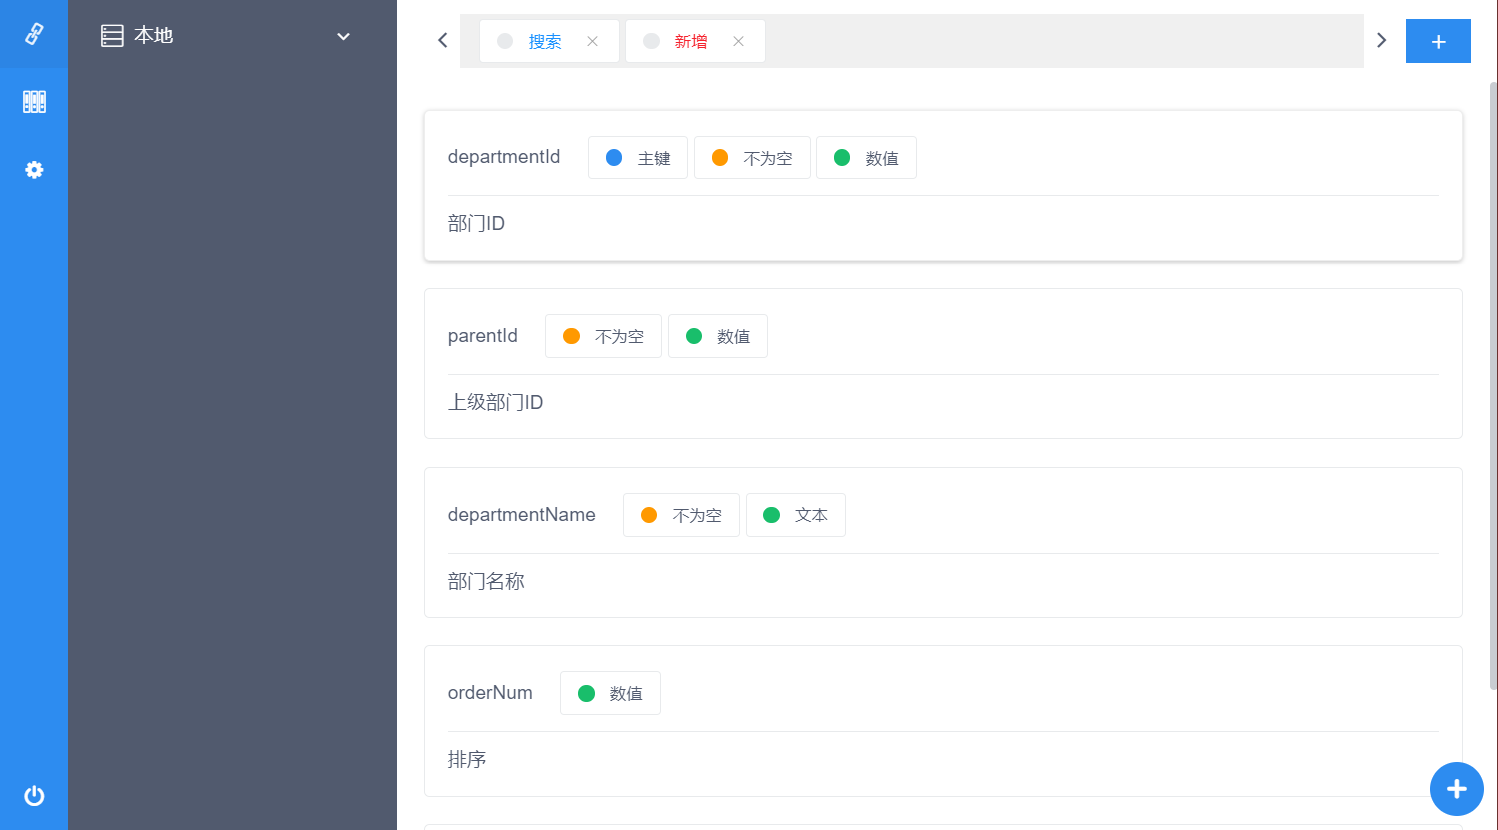 本地
搜索 新增
departmentId 主键 不为空 数值
部门ID
parentId 不为空 数值
上级部门ID
departmentName 不为空 文本
部门名称
orderNum 数值
排序